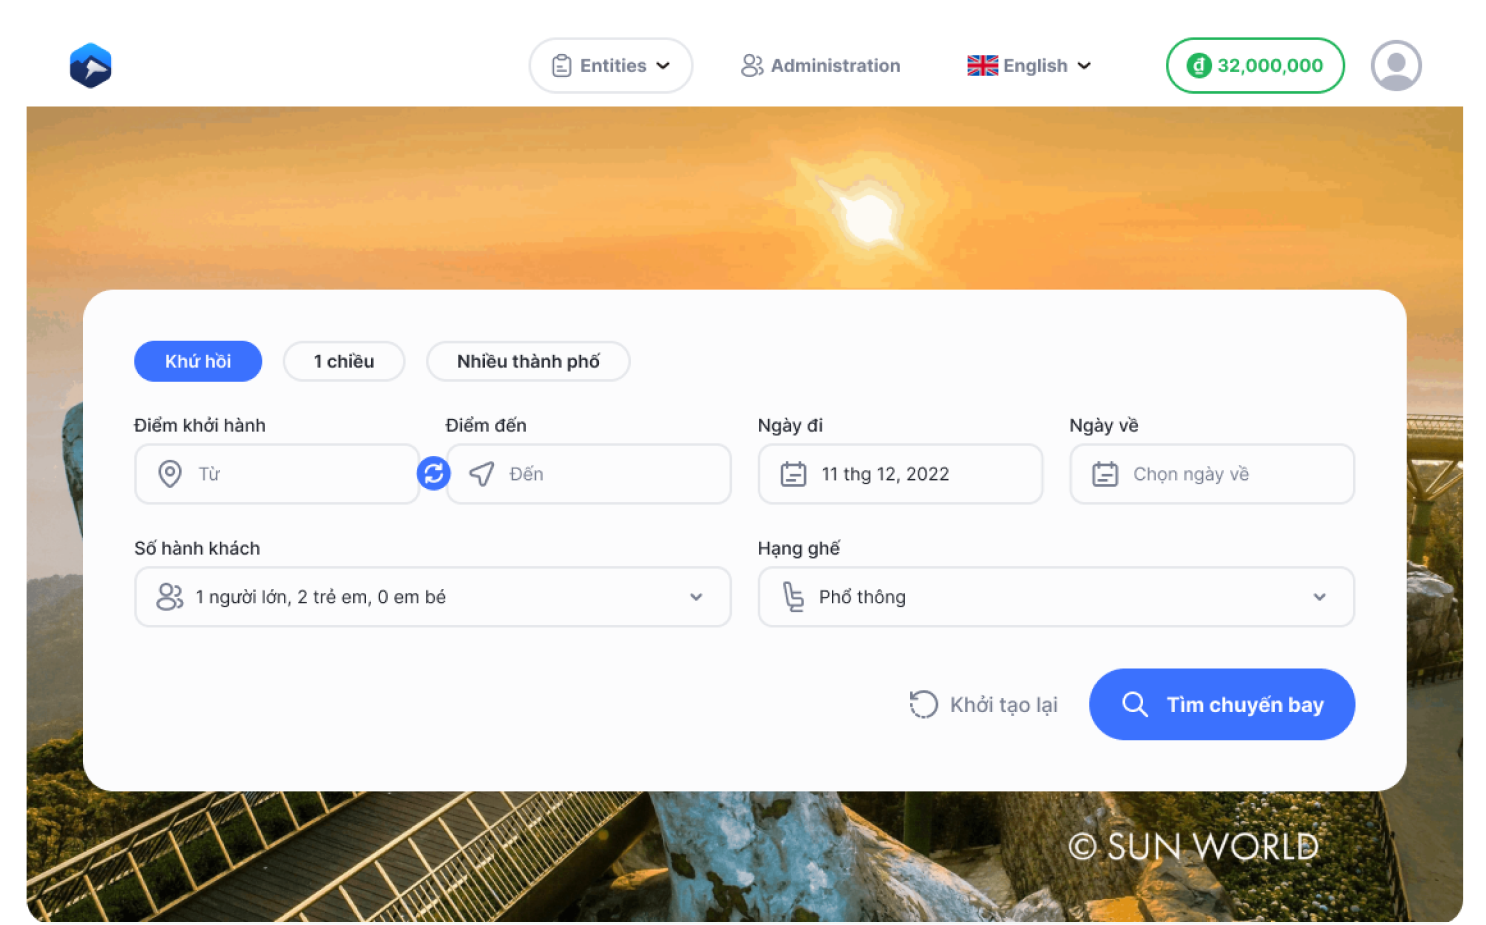 Entities
Administration
English
đ 32,000,000
Khứ hồi
1 chiều
Nhiều thành phố
Điểm khởi hành
Điểm đến
Ngày đi
Ngày về
Từ
Đến
11 thg 12, 2022
Chọn ngày về
Số hành khách
Hạng ghế
1 người lớn, 2 trẻ em, 0 em bé
Phổ thông
Khởi tạo lại
Tìm chuyến bay
© SUN WORLD